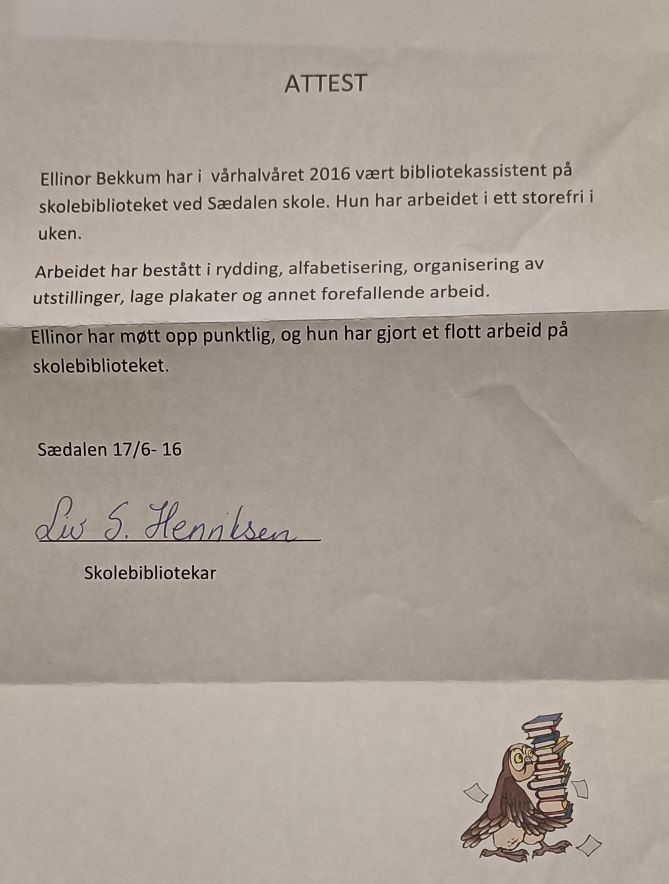 ATTEST
Ellinor Bekkum har i vårhalvåret 2016 vært bibliotekassistent på
skolebiblioteket ved Sædalen skole. Hun har arbeidet i ett storefri i
uken.
Arbeidet har bestått i rydding, alfabetisering, organisering av
utstillinger, lage plakater og annet forefallende arbeid.
Ellinor har møtt opp punktlig, og hun har gjort et flott arbeid på
skolebiblioteket.
Sædalen 17/6- 16
Liv S. Henriksen
Skolebibliotekar